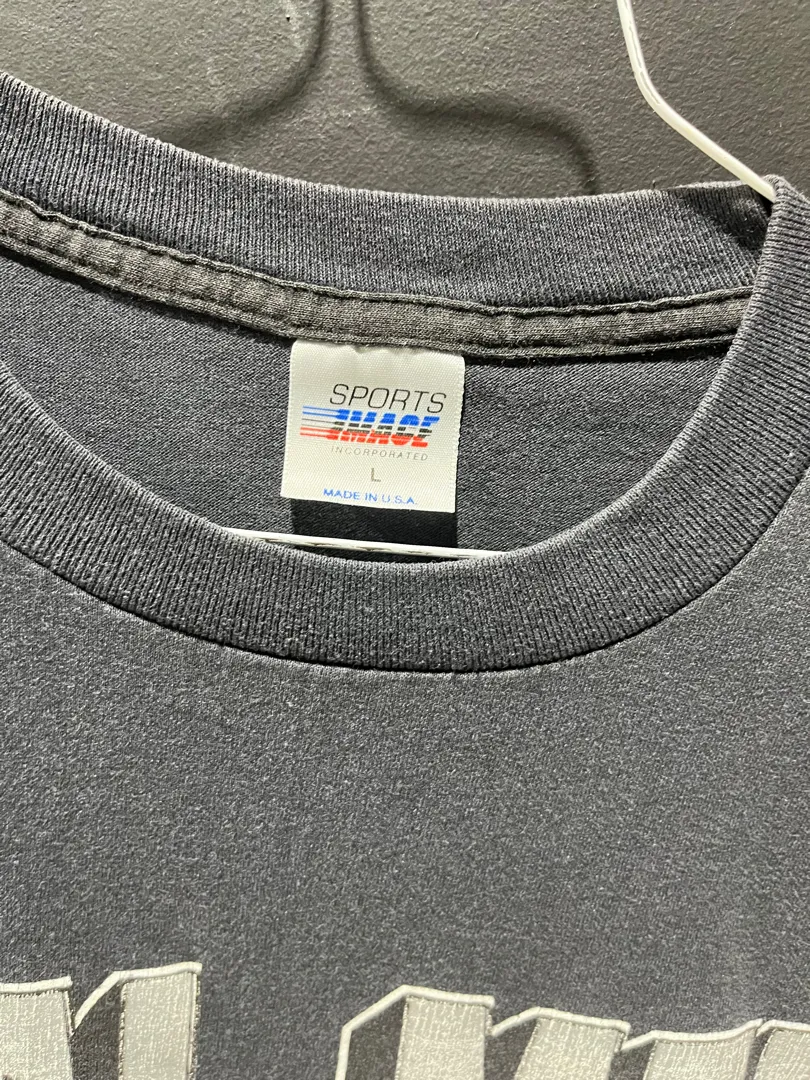 SPORTS
IMAGE
INCORPORATED
L
MADE IN U.S.A.